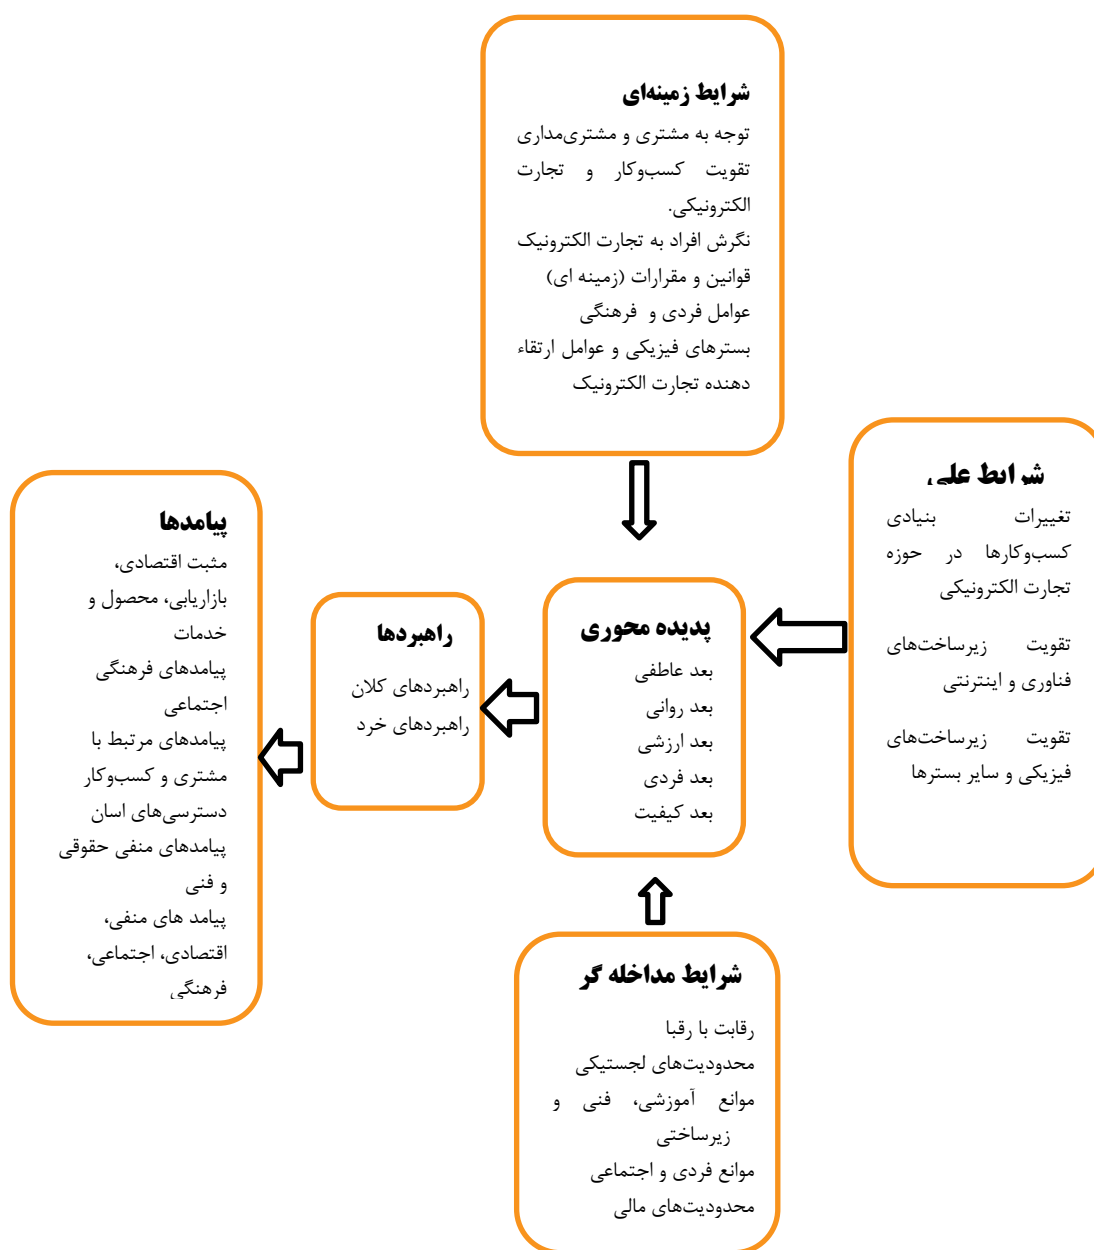 شرایط زمینه‌ای
توجه به مشتری و مشتری‌مداری
تقویت کسب‌وکار و تجارت
الکترونیکی.
نگرش افراد به تجارت الکترونیک
قوانین و مقرارات (زمینه ای)
عوامل فردی و فرهنگی
بسترهای فیزیکی و عوامل ارتقاء
دهنده تجارت الکترونیک
شرایط علی
تغییرات بنیادی
کسب‌وکارها در حوزه
تجارت الکترونیکی
تقویت زیرساخت‌های
فناوری و اینترنتی
تقویت زیرساخت‌های
فیزیکی و سایر بسترها
پدیده محوری
بعد عاطفی
بعد روانی
بعد ارزشی
بعد فردی
بعد کیفیت
راهبردها
راهبردهای کلان
راهبردهای خرد
پیامدها
مثبت اقتصادی،
بازاریابی، محصول و
خدمات
پیامدهای فرهنگی
اجتماعی
پیامدهای مرتبط با
مشتری و کسب‌وکار
دسترسی‌های اسان
پیامدهای منفی حقوقی
و فنی
پیامد های منفی،
اقتصادی، اجتماعی،
فرهنگی
شرایط مداخله گر
رقابت با رقبا
محدودیت‌های لجستیکی
موانع آموزشی، فنی و
زیرساختی
موانع فردی و اجتماعی
محدودیت‌های مالی